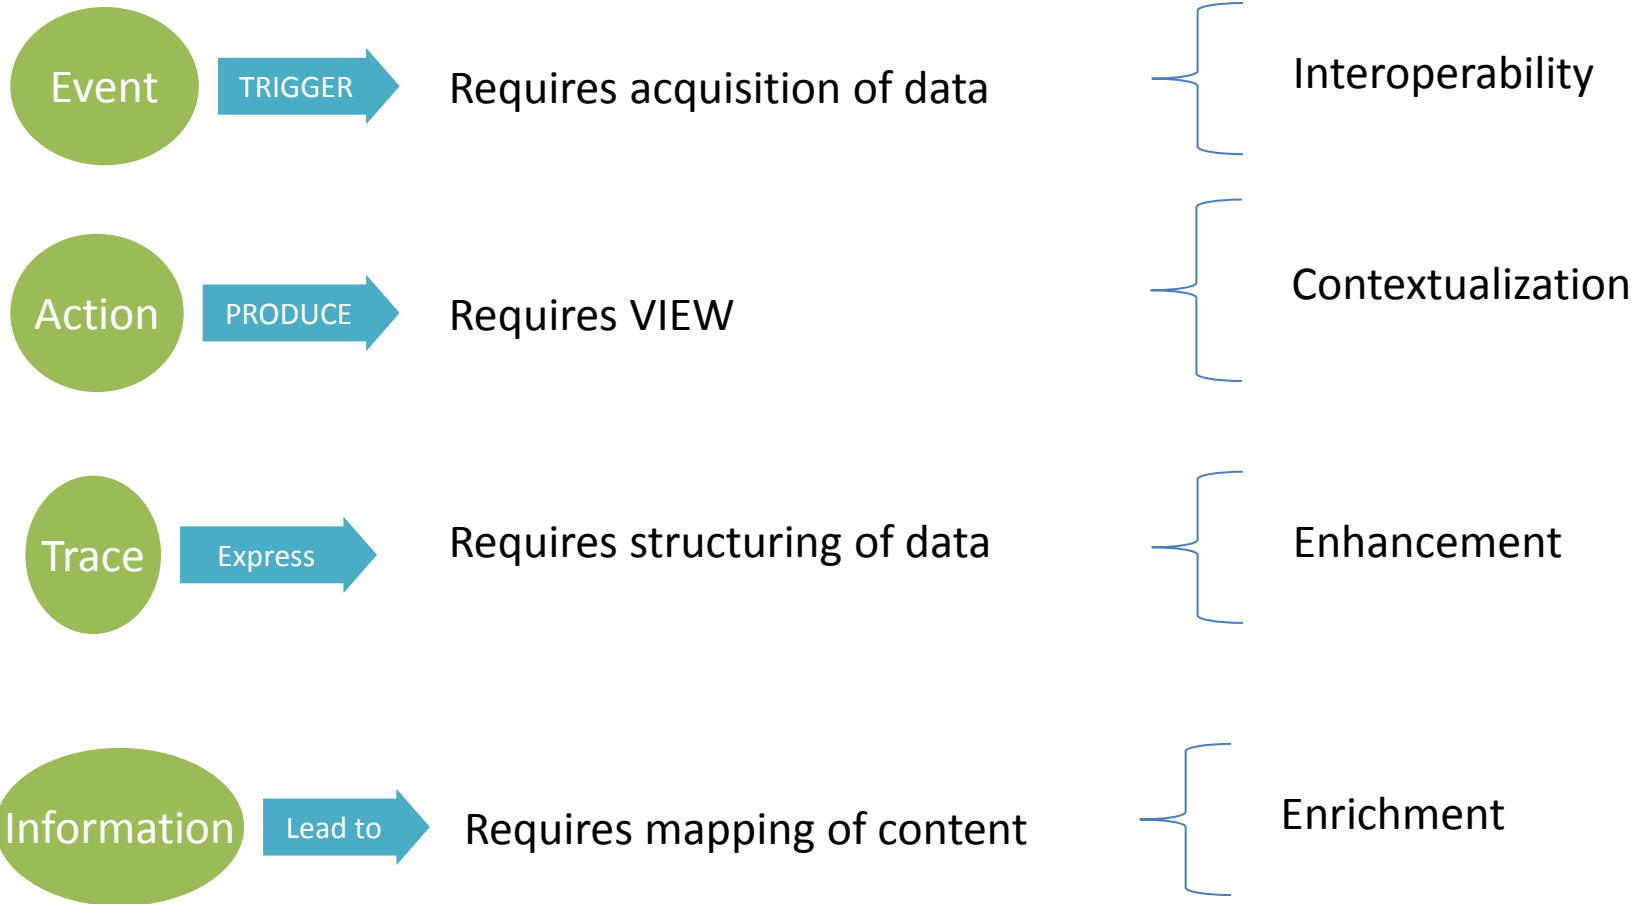 Event TRIGGER Requires acquisition of data Interoperability
Action PRODUCE Requires VIEW Contextualization
Trace Express Requires structuring of data Enhancement
Information Lead to Requires mapping of content Enrichment